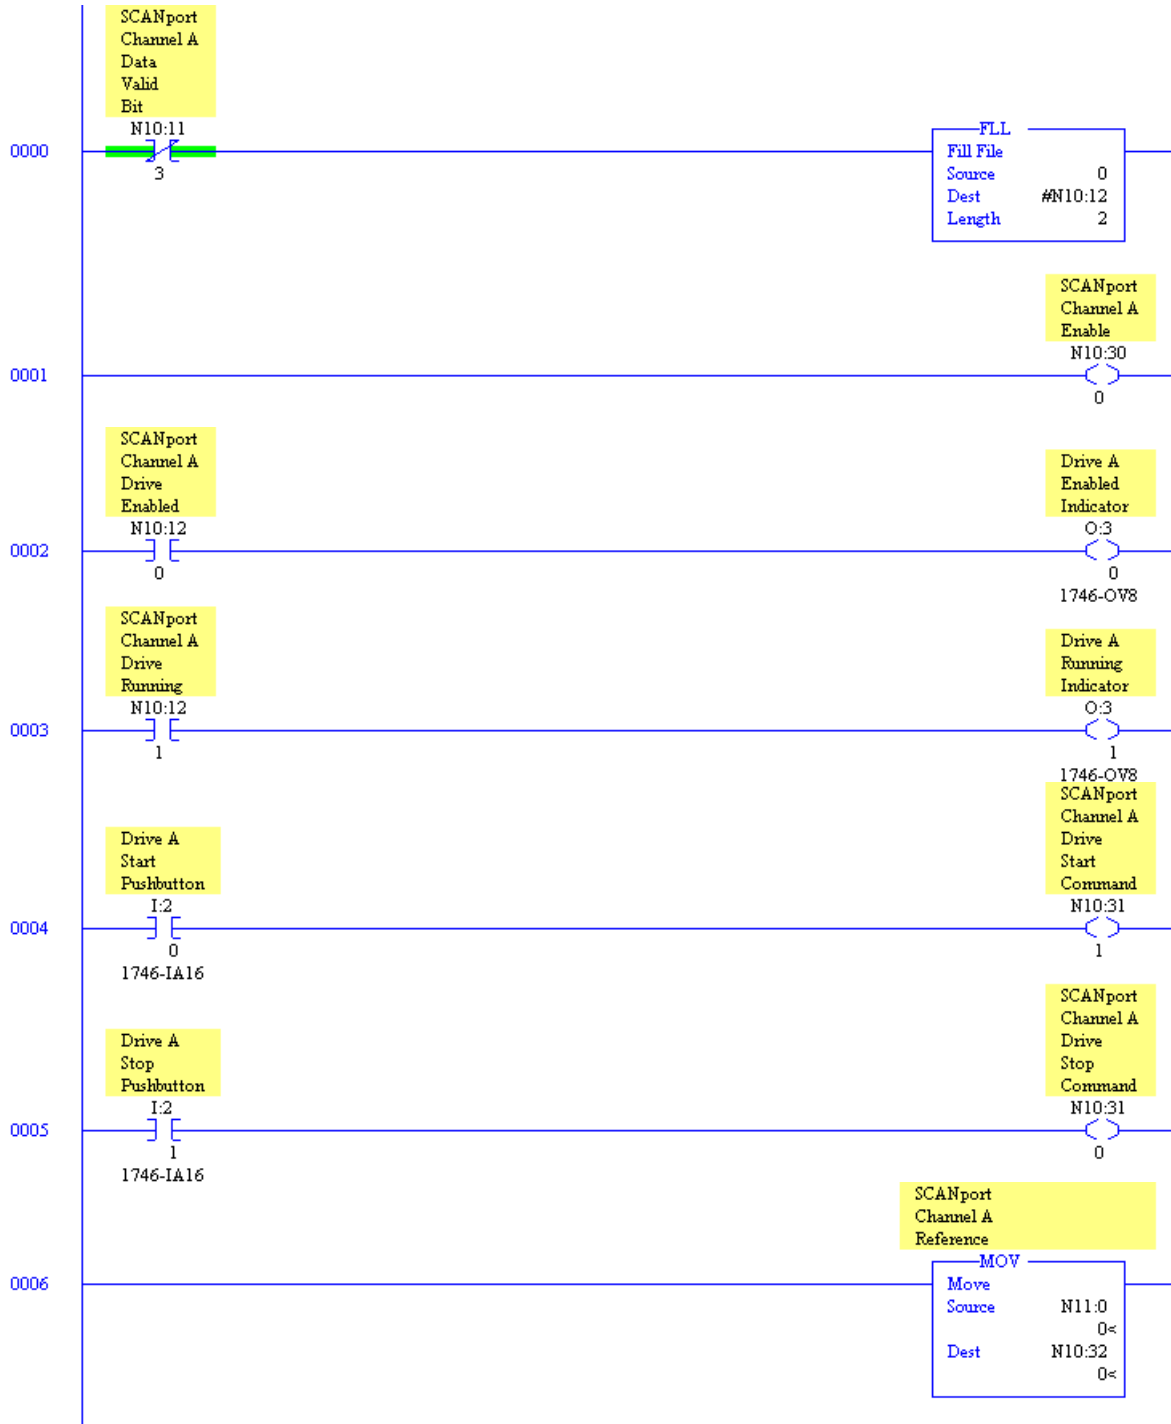 SCANport
Channel A
Data
Valid
Bit
N10:11
0000
3
FLL
Fill File
Source 0
Dest #N10:12
Length 2
SCANport
Channel A
Enable
N10:30
0001
0
SCANport
Channel A
Drive
Enabled
N10:12
0002
0
Drive A
Enabled
Indicator
O:3
0
1746-OV8
SCANport
Channel A
Drive
Running
N10:12
0003
1
Drive A
Running
Indicator
O:3
1
1746-OV8
Drive A
Start
Pushbutton
I:2
0004
0
1746-IA16
SCANport
Channel A
Drive
Start
Command
N10:31
1
Drive A
Stop
Pushbutton
I:2
0005
1
1746-IA16
SCANport
Channel A
Drive
Stop
Command
N10:31
0
SCANport
Channel A
Reference
0006
MOV
Move
Source N11:0
0<
Dest N10:32
0<